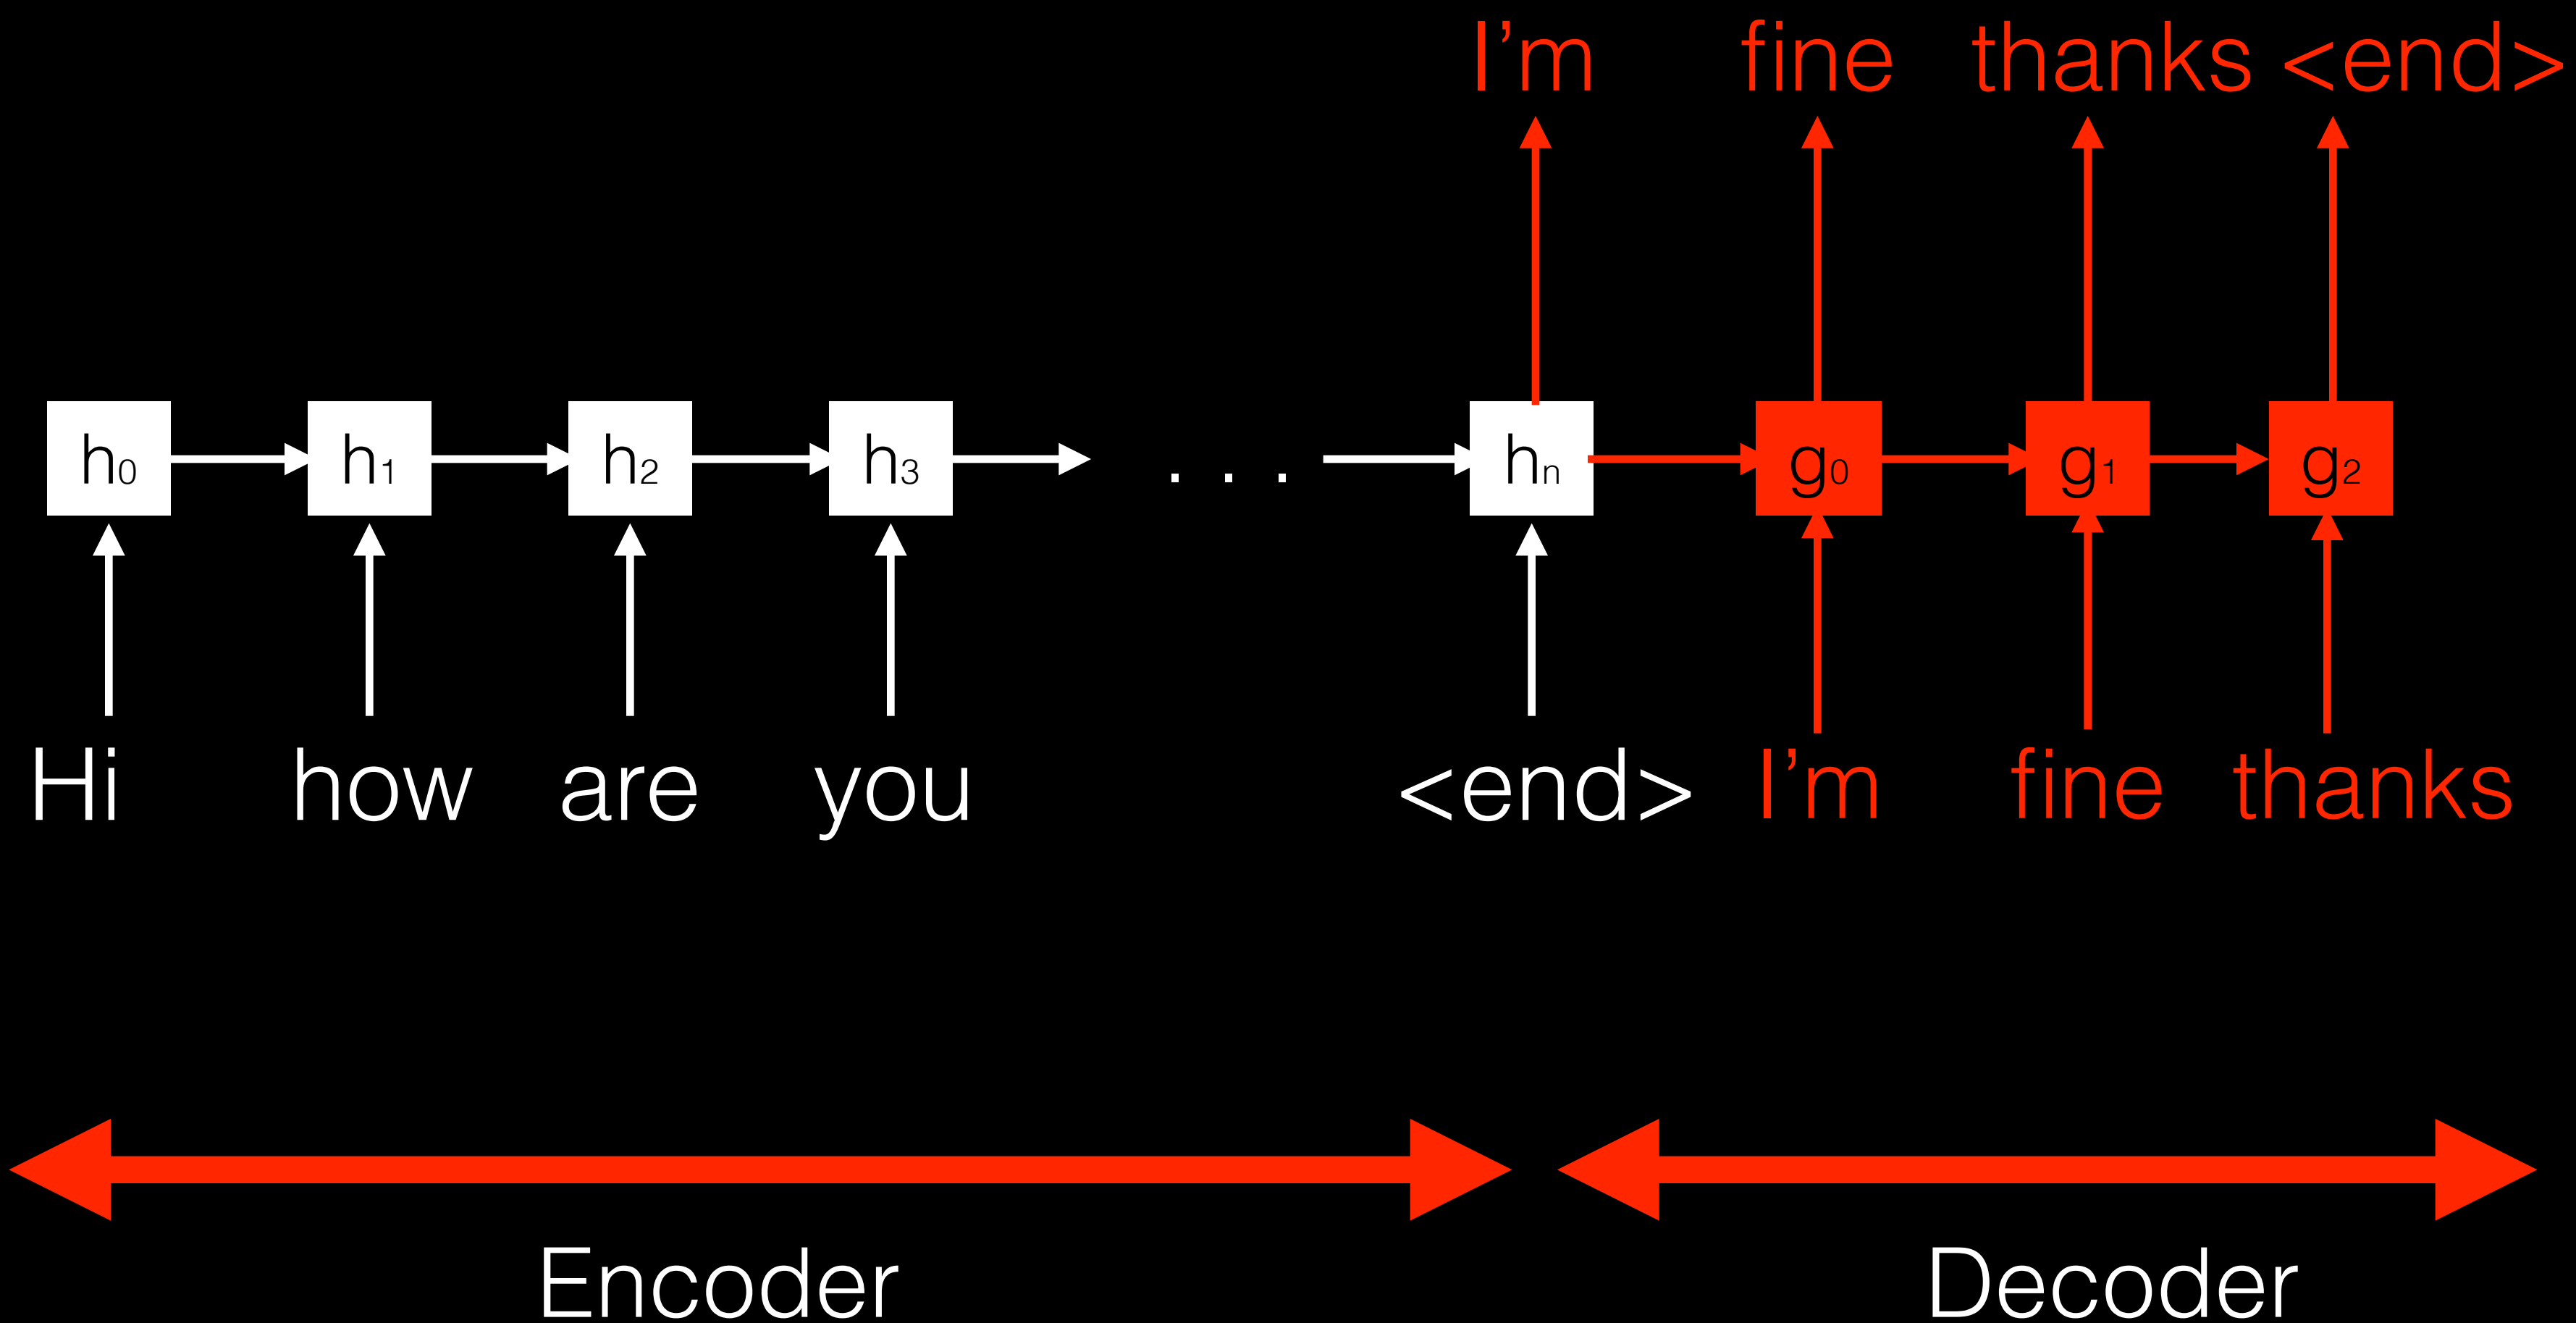 I’m fine thanks <end>
h0 h1 h2 h3 . . . hn g0 g1 g2
Hi how are you <end> I’m fine thanks
Encoder Decoder